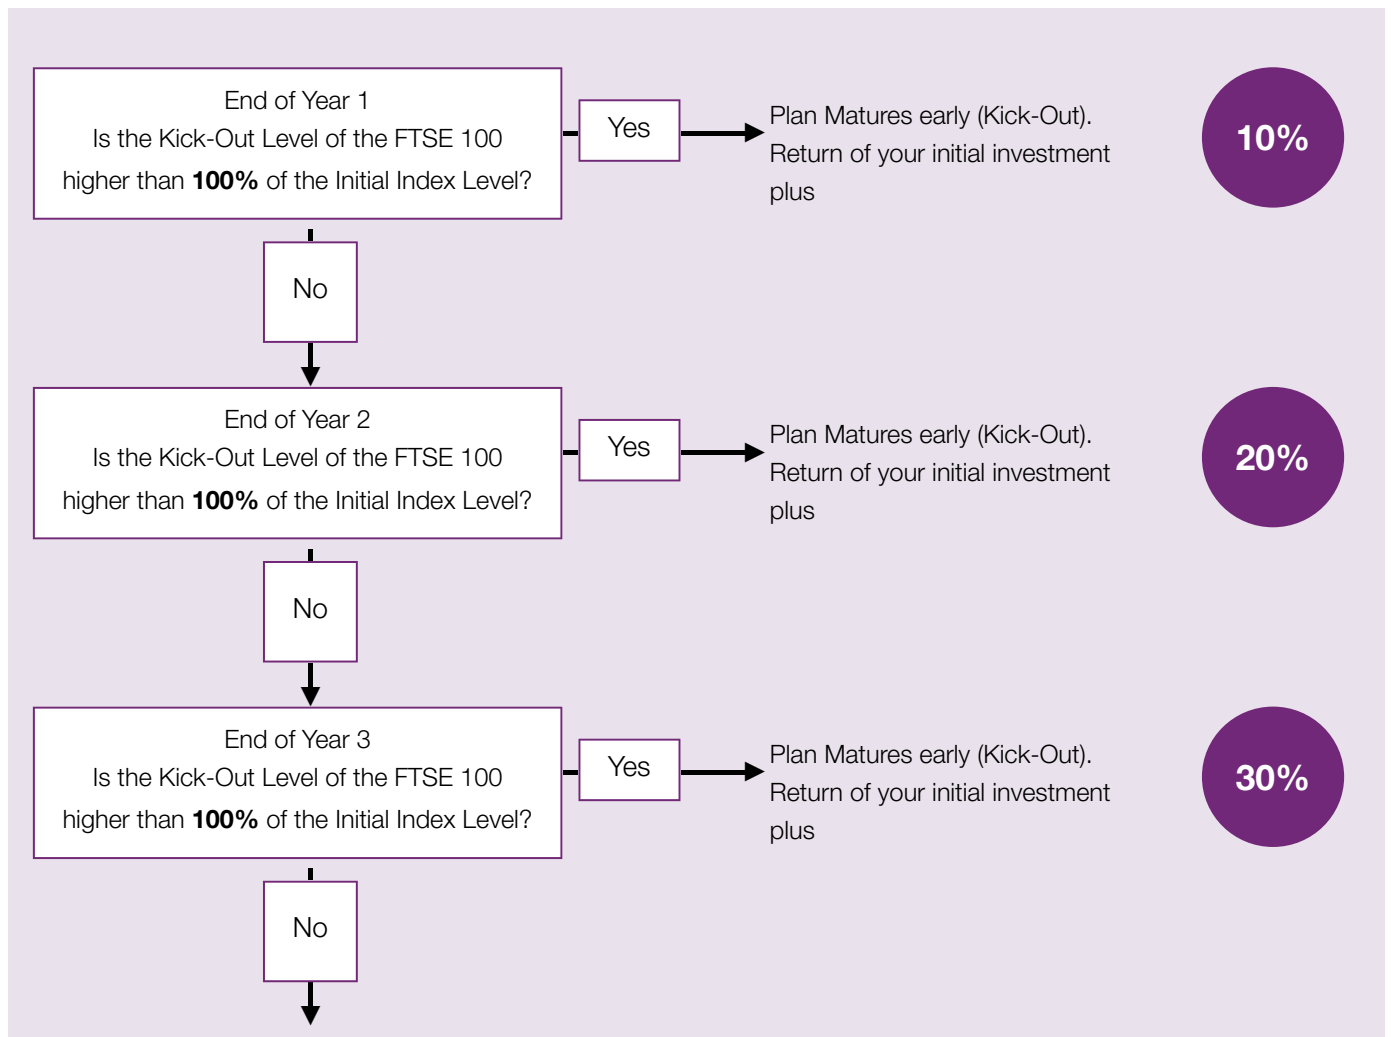 End of Year 1
Is the Kick-Out Level of the FTSE 100
higher than 100% of the Initial Index Level?
Yes
Plan Matures early (Kick-Out).
Return of your initial investment
plus
10%
No
End of Year 2
Is the Kick-Out Level of the FTSE 100
higher than 100% of the Initial Index Level?
Yes
Plan Matures early (Kick-Out).
Return of your initial investment
plus
20%
No
End of Year 3
Is the Kick-Out Level of the FTSE 100
higher than 100% of the Initial Index Level?
Yes
Plan Matures early (Kick-Out).
Return of your initial investment
plus
30%
No